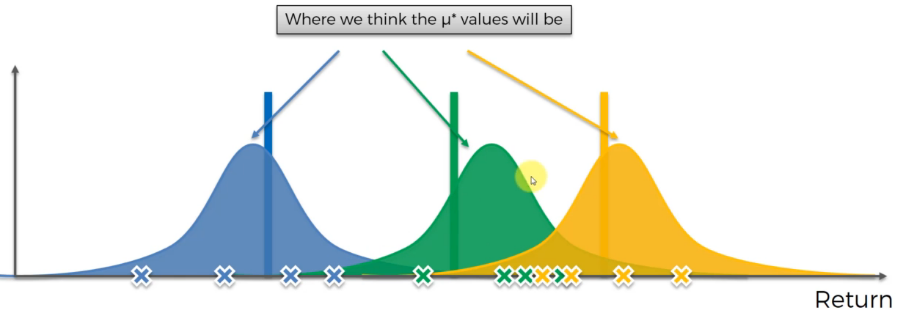 Where we think the μ* values will be
Return